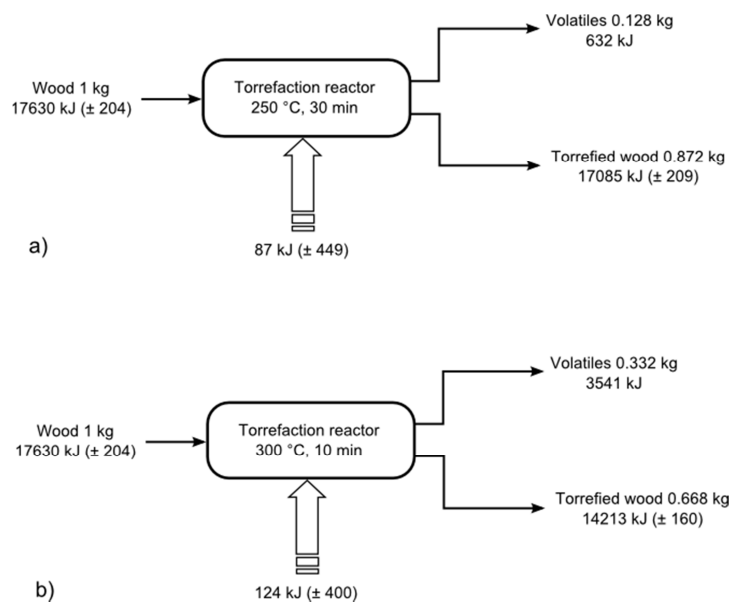 Volatiles 0.128 kg
632 kJ
Wood 1 kg
17630 kJ (± 204)
Torrefaction reactor
250 °C, 30 min
Torrefied wood 0.872 kg
17085 kJ (± 209)
87 kJ (± 449)
a)
Volatiles 0.332 kg
3541 kJ
Wood 1 kg
17630 kJ (± 204)
Torrefaction reactor
300 °C, 10 min
Torrefied wood 0.668 kg
14213 kJ (± 160)
124 kJ (± 400)
b)